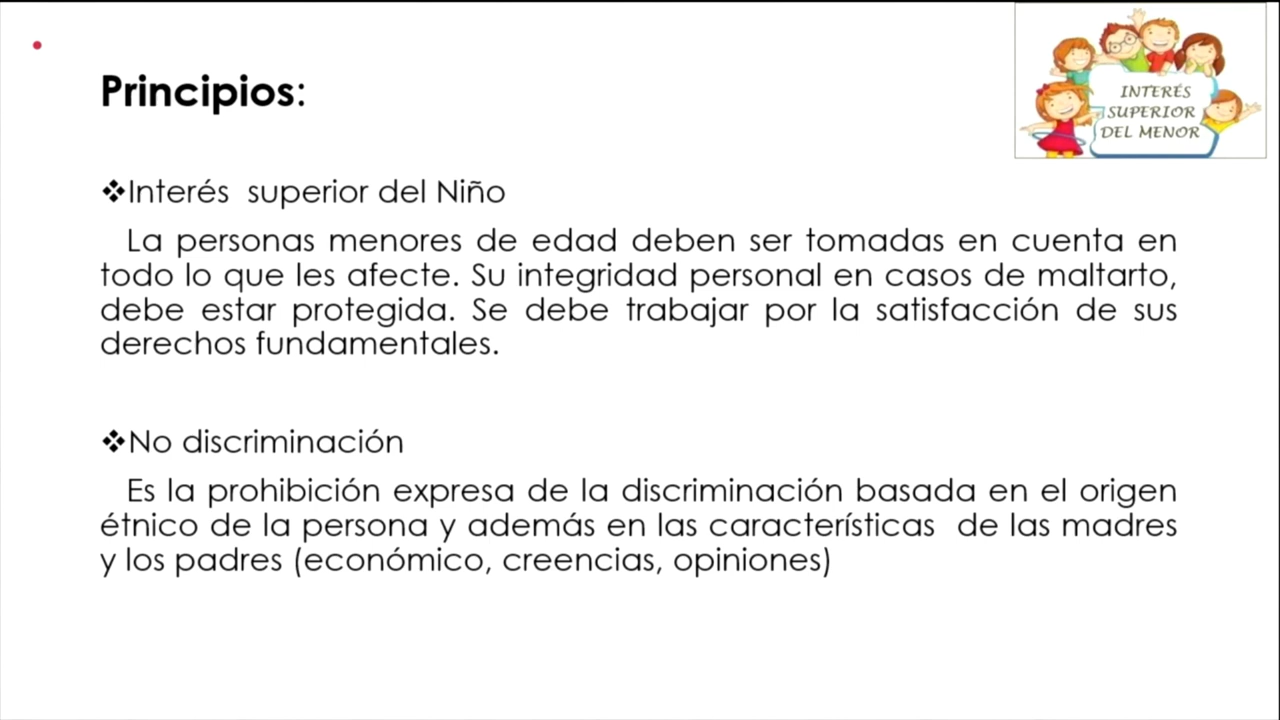 Principios:
INTERÉS
SUPERIOR
DEL MENOR
❖Interés  superior del Niño
La personas menores de edad deben ser tomadas en cuenta en
todo lo que les afecte. Su integridad personal en casos de maltarto,
debe estar protegida. Se debe trabajar por la satisfacción de sus
derechos fundamentales.
❖No discriminación
Es la prohibición expresa de la discriminación basada en el origen
étnico de la persona y además en las características  de las madres
y los padres (económico, creencias, opiniones)